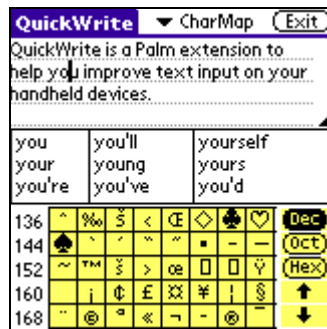 QuickWrite ▼ CharMap Exit
QuickWrite is a Palm extension to
help you improve text input on your
handheld devices.
you you'll yourself
your young yours
you're you've you'd
136 ˆ ‰ Š ‹ Œ ♢ ♣ ♡ Dec
144 ♠ ‘ ’ “ ” ▪ – — Oct
152 ~ ™ š › œ ▯ ▯ Ÿ Hex
160 ¡ ¢ £ ¤ ¥ ¦ § ↑
168 ¨ © ª « ¬ - ® ¯ ↓